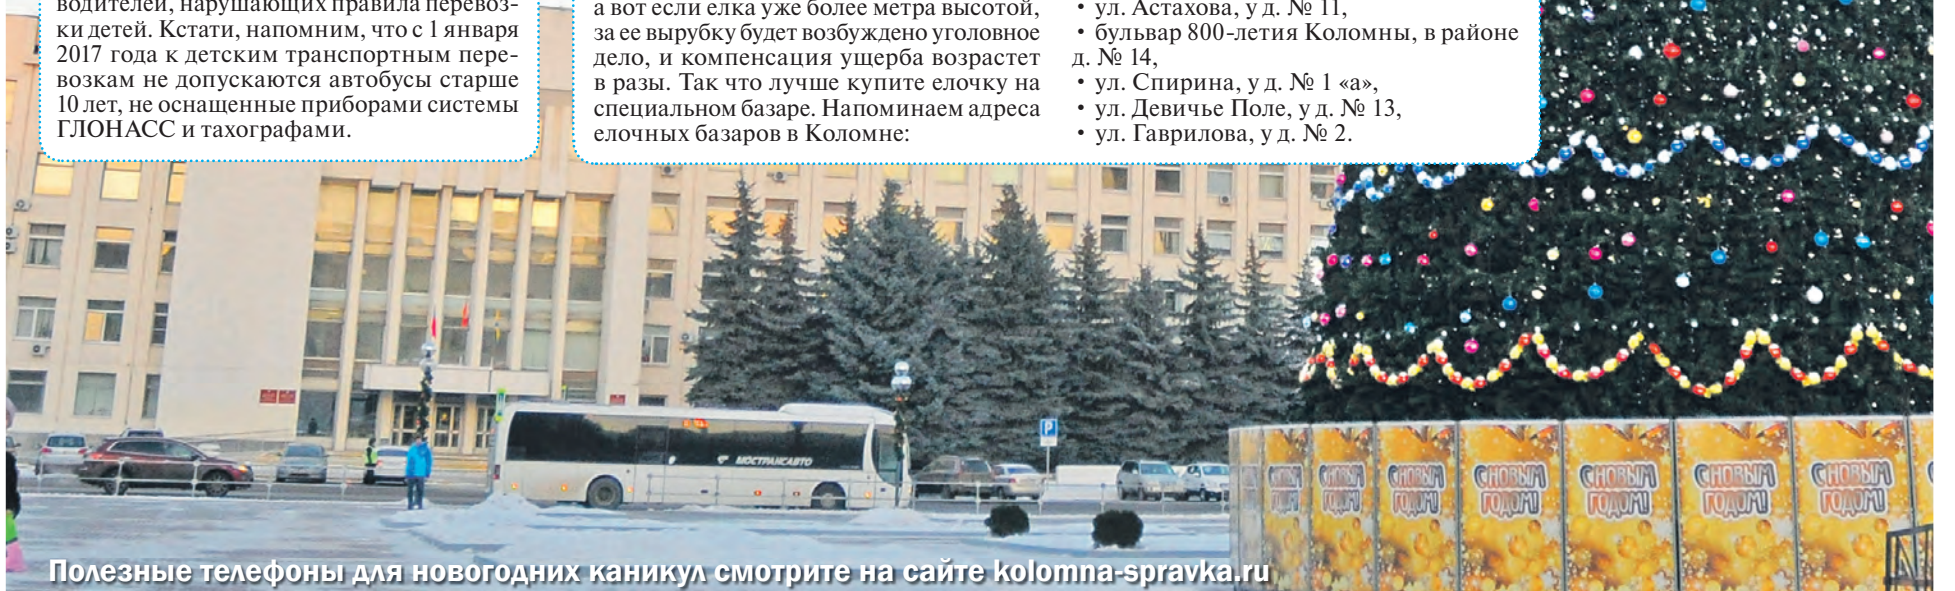 водителей, нарушающих правила перевоз-
ки детей. Кстати, напомним, что с 1 января
2017 года к детским транспортным пере-
возкам не допускаются автобусы старше
10 лет, не оснащенные приборами системы
ГЛОНАСС и тахографами.
а вот если елка уже более метра высотой,
за ее вырубку будет возбуждено уголовное
дело, и компенсация ущерба возрастет
в разы. Так что лучше купите елочку на
специальном базаре. Напоминаем адреса
елочных базаров в Коломне:
• ул. Астахова, у д. № 11,
• бульвар 800-летия Коломны, в районе
д. № 14,
• ул. Спирина, у д. № 1 «а»,
• ул. Девичье Поле, у д. № 13,
• ул. Гаврилова, у д. № 2.
МОСТРАНСАВТО
P
С НОВЫМ
ГОДОМ!
С НОВЫМ
ГОДОМ!
С НОВЫМ
ГОДОМ!
С НОВЫМ
ГОДОМ!
С НОВЫМ
ГОДОМ!
С НОВЫМ
ГОДОМ!
С НОВЫМ
ГОДОМ!
Полезные телефоны для новогодних каникул смотрите на сайте kolomna-spravka.ru